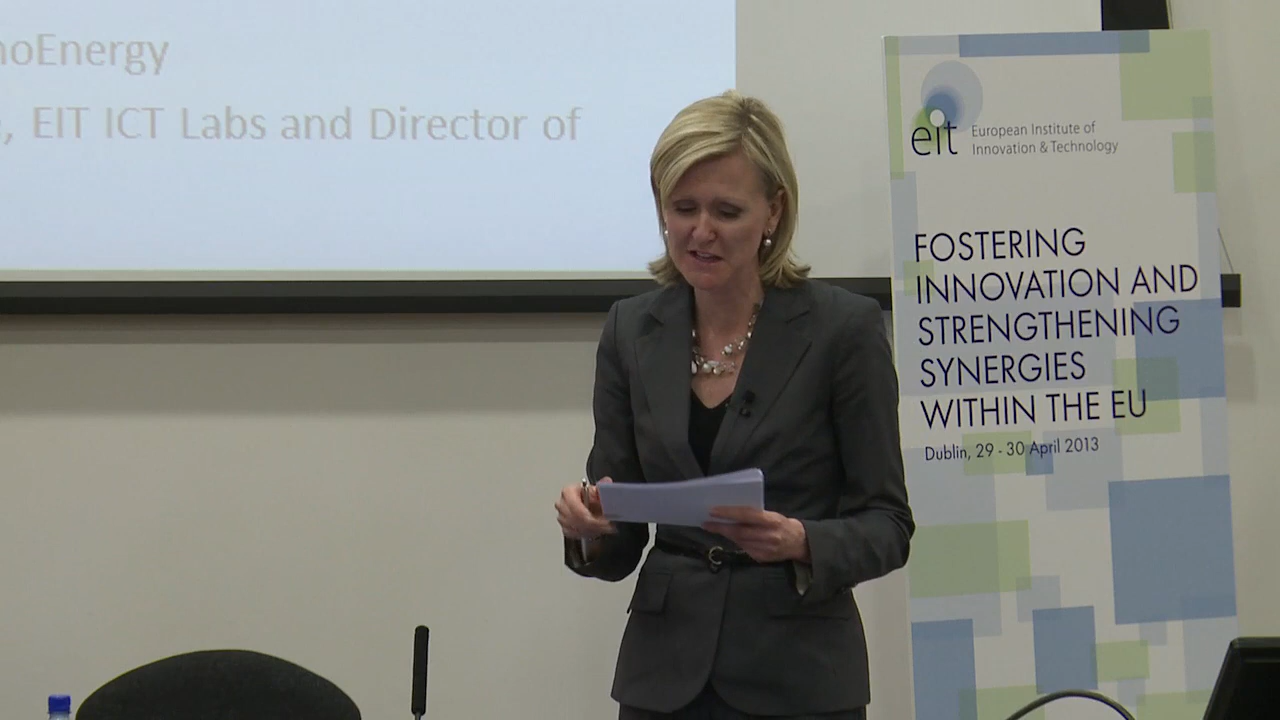 noEnergy
, EIT ICT Labs and Director of
eit
European Institute of
Innovation & Technology
FOSTERING
INNOVATION AND
STRENGTHENING
SYNERGIES
WITHIN THE EU
Dublin, 29 - 30 April 2013